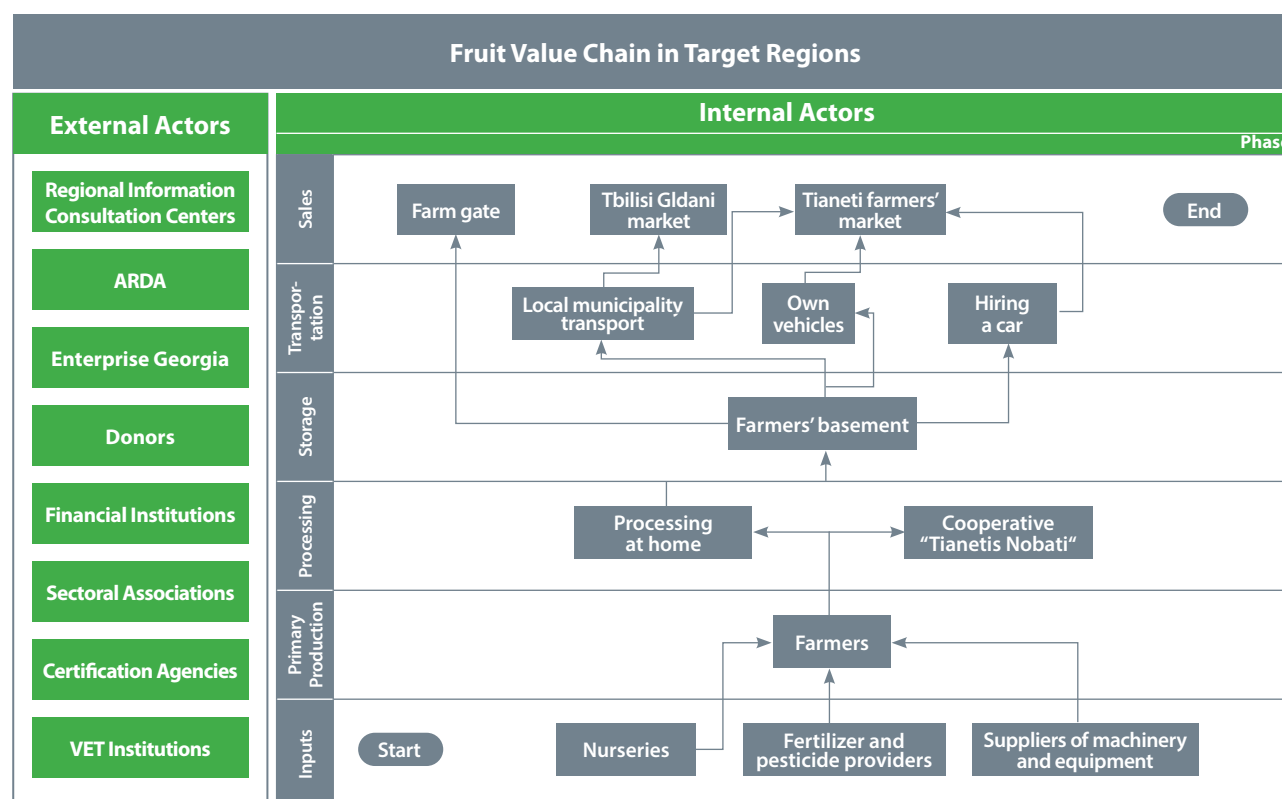 Fruit Value Chain in Target Regions
External Actors
Regional Information
Consultation Centers
ARDA
Enterprise Georgia
Donors
Financial Institutions
Sectoral Associations
Certification Agencies
VET Institutions
Internal Actors
Phase
Sales
Farm gate
Tbilisi Gldani
market
Tianeti farmers’
market
End
Transpor-
tation
Local municipality
transport
Own
vehicles
Hiring
a car
Storage
Farmers’ basement
Processing
Processing
at home
Cooperative
“Tianetis Nobati“
Primary
Production
Farmers
Inputs
Start
Nurseries
Fertilizer and
pesticide providers
Suppliers of machinery
and equipment